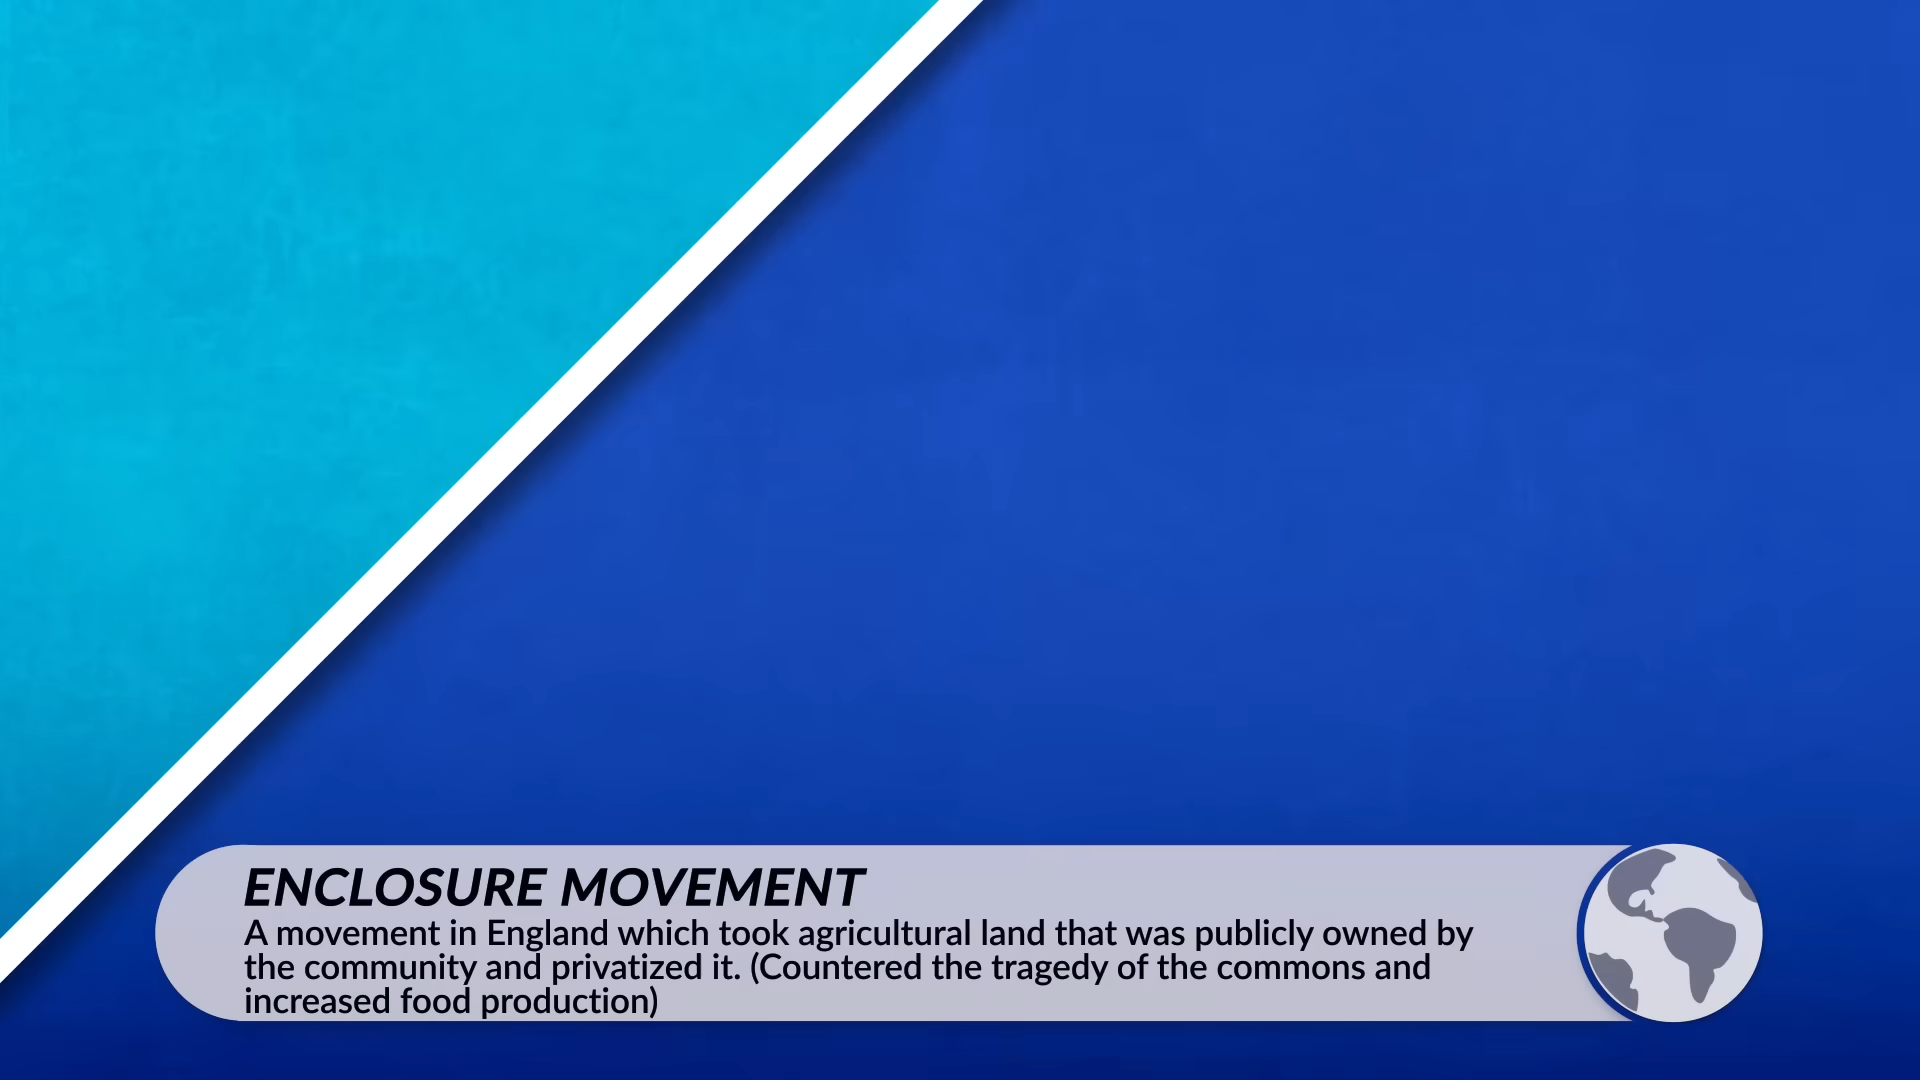 ENCLOSURE MOVEMENT
A movement in England which took agricultural land that was publicly owned by
the community and privatized it. (Countered the tragedy of the commons and
increased food production)